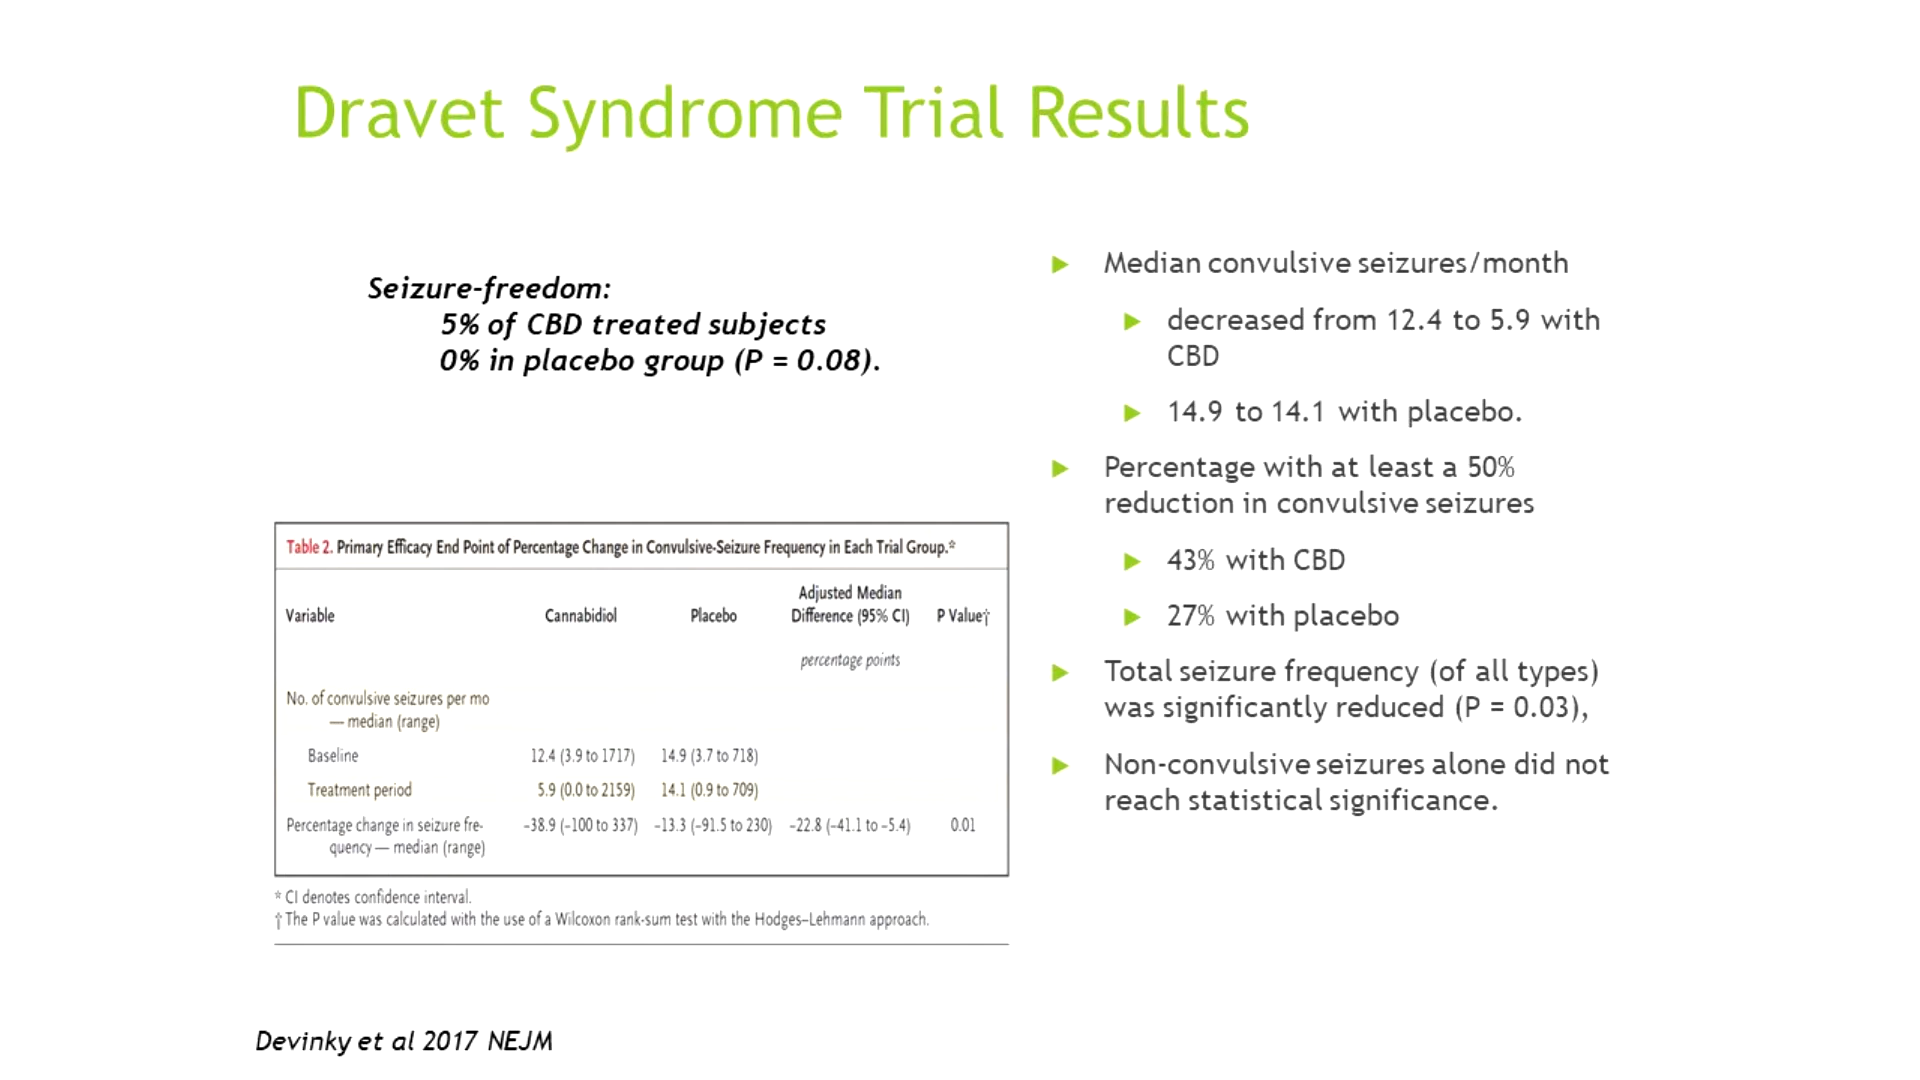 Dravet Syndrome Trial Results
Seizure-freedom:
5% of CBD treated subjects
0% in placebo group (P = 0.08).
Table 2. Primary Efficacy End Point of Percentage Change in Convulsive-Seizure Frequency in Each Trial Group.*
Variable Cannabidiol Placebo Adjusted Median Difference (95% CI) P Value†
percentage points
No. of convulsive seizures per mo
— median (range)
Baseline 12.4 (3.9 to 1717) 14.9 (3.7 to 718)
Treatment period 5.9 (0.0 to 2159) 14.1 (0.9 to 709)
Percentage change in seizure fre- –38.9 (–100 to 337) –13.3 (–91.5 to 230) –22.8 (–41.1 to –5.4) 0.01
quency — median (range)
* CI denotes confidence interval.
† The P value was calculated with the use of a Wilcoxon rank-sum test with the Hodges–Lehmann approach.
Median convulsive seizures/month
decreased from 12.4 to 5.9 with
CBD
14.9 to 14.1 with placebo.
Percentage with at least a 50%
reduction in convulsive seizures
43% with CBD
27% with placebo
Total seizure frequency (of all types)
was significantly reduced (P = 0.03),
Non-convulsive seizures alone did not
reach statistical significance.
Devinky et al 2017 NEJM